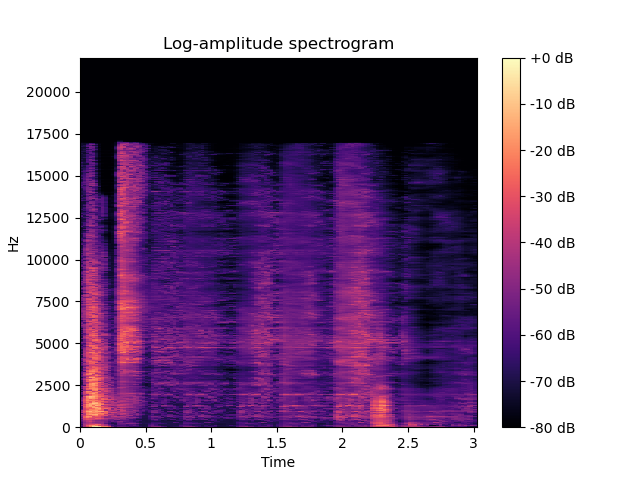 Log-amplitude spectrogram
Hz
20000
17500
15000
12500
10000
7500
5000
2500
0
0 0.5 1 1.5 2 2.5 3
Time
+0 dB
-10 dB
-20 dB
-30 dB
-40 dB
-50 dB
-60 dB
-70 dB
-80 dB